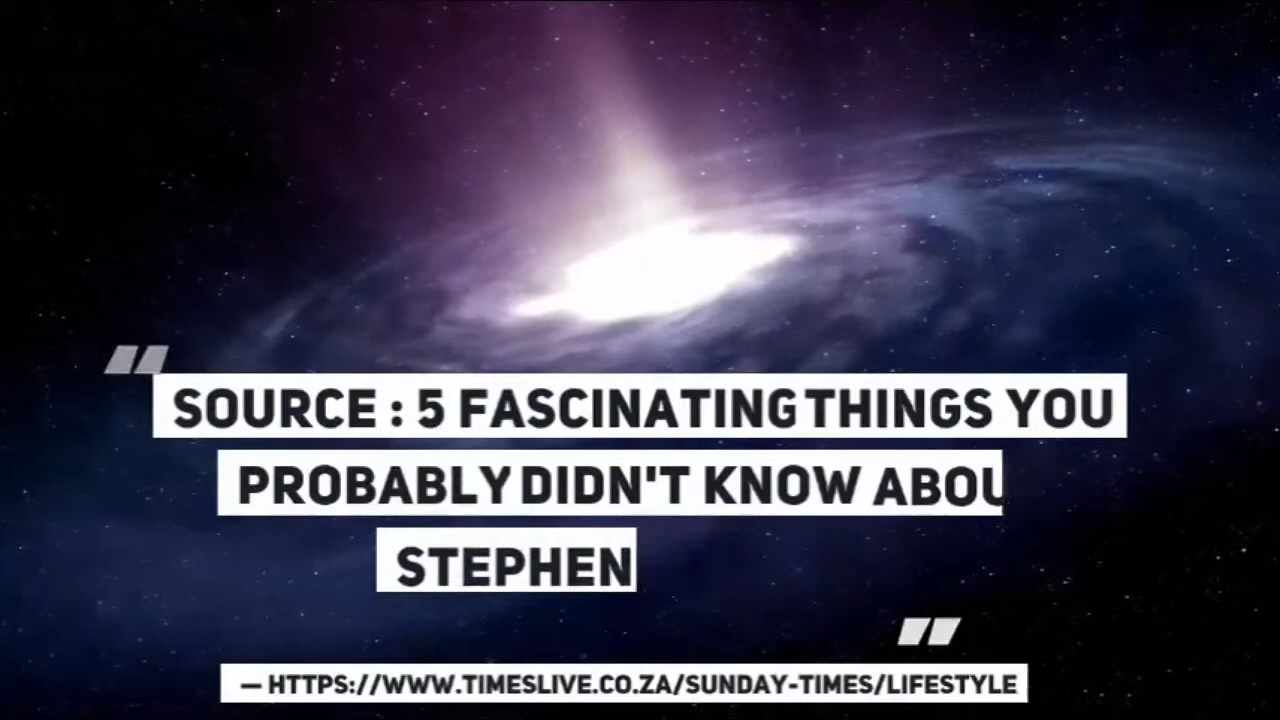 "
SOURCE : 5 FASCINATING THINGS YOU
PROBABLY DIDN'T KNOW ABOU
STEPHEN
"
– HTTPS://WWW.TIMESLIVE.CO.ZA/SUNDAY-TIMES/LIFESTYLE